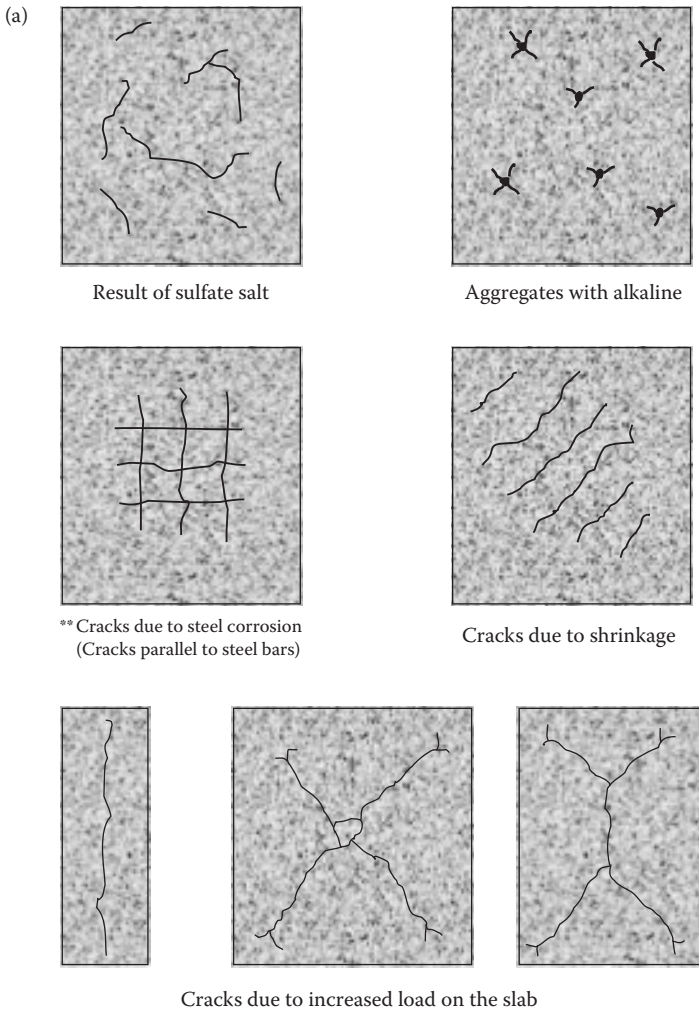 (a)
Result of sulfate salt
Aggregates with alkaline
** Cracks due to steel corrosion
(Cracks parallel to steel bars)
Cracks due to shrinkage
Cracks due to increased load on the slab